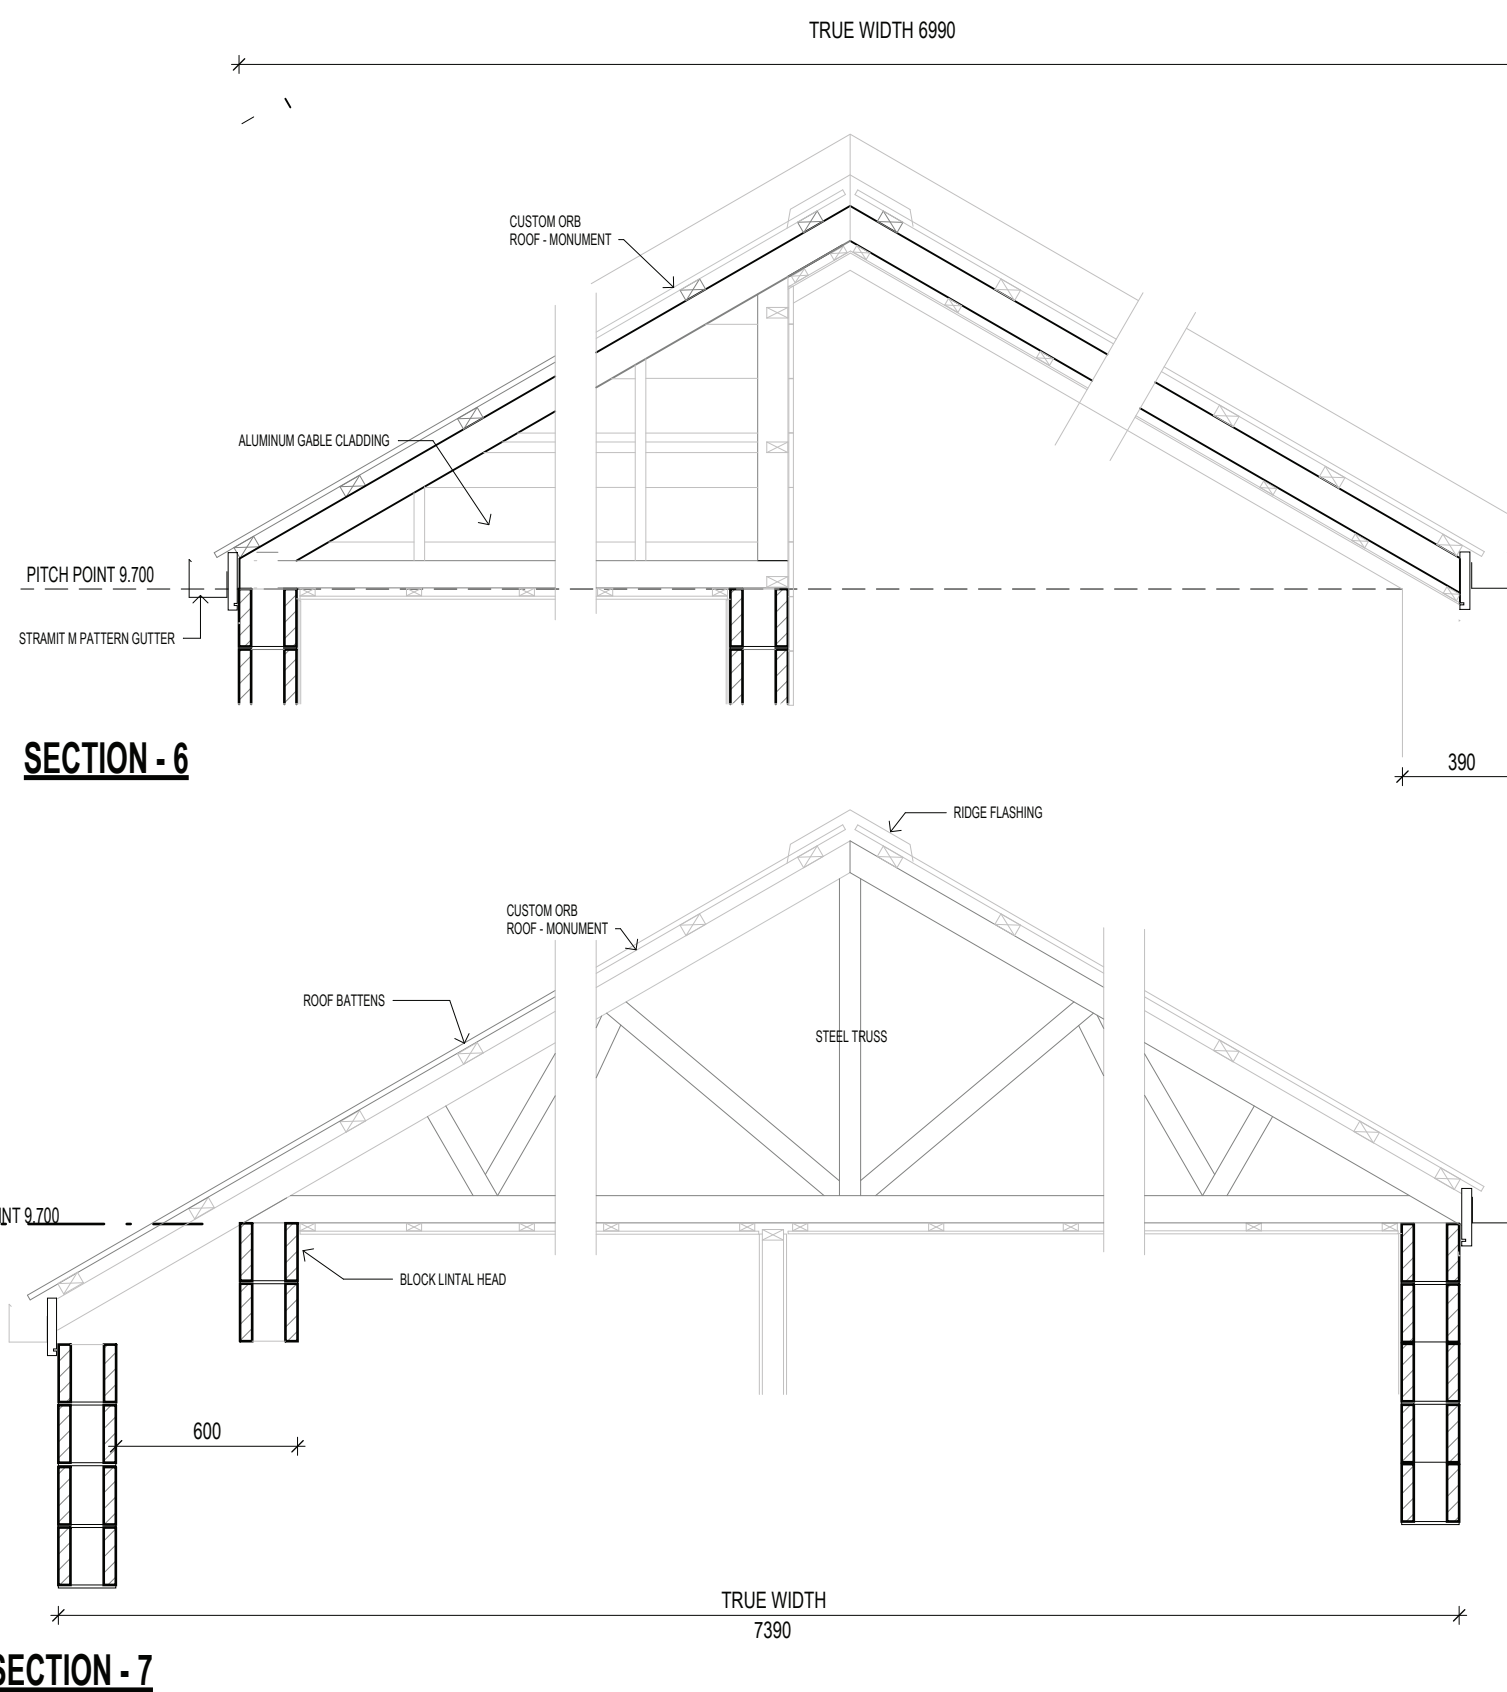 TRUE WIDTH 6990
CUSTOM ORB
ROOF - MONUMENT
ALUMINUM GABLE CLADDING
PITCH POINT 9.700
STRAMIT M PATTERN GUTTER
SECTION - 6
390
RIDGE FLASHING
CUSTOM ORB
ROOF - MONUMENT
ROOF BATTENS
STEEL TRUSS
INT 9.700
BLOCK LINTAL HEAD
600
TRUE WIDTH
7390
SECTION - 7